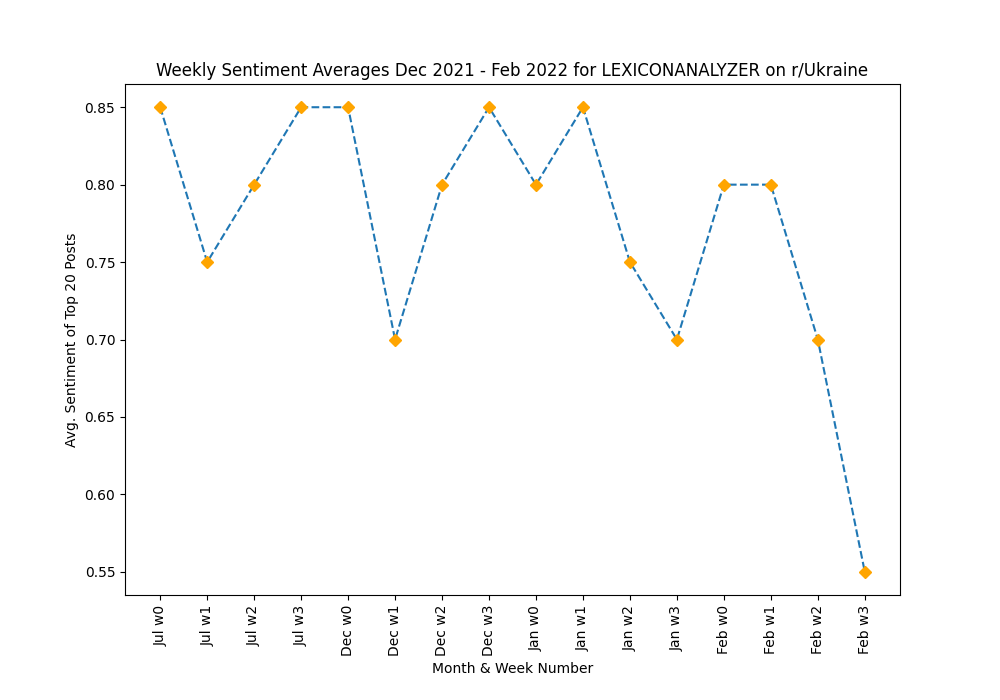 Weekly Sentiment Averages Dec 2021 - Feb 2022 for LEXICONANALYZER on r/Ukraine
Avg. Sentiment of Top 20 Posts
0.85
0.80
0.75
0.70
0.65
0.60
0.55
Jul w0
Jul w1
Jul w2
Jul w3
Dec w0
Dec w1
Dec w2
Dec w3
Jan w0
Jan w1
Jan w2
Jan w3
Feb w0
Feb w1
Feb w2
Feb w3
Month & Week Number